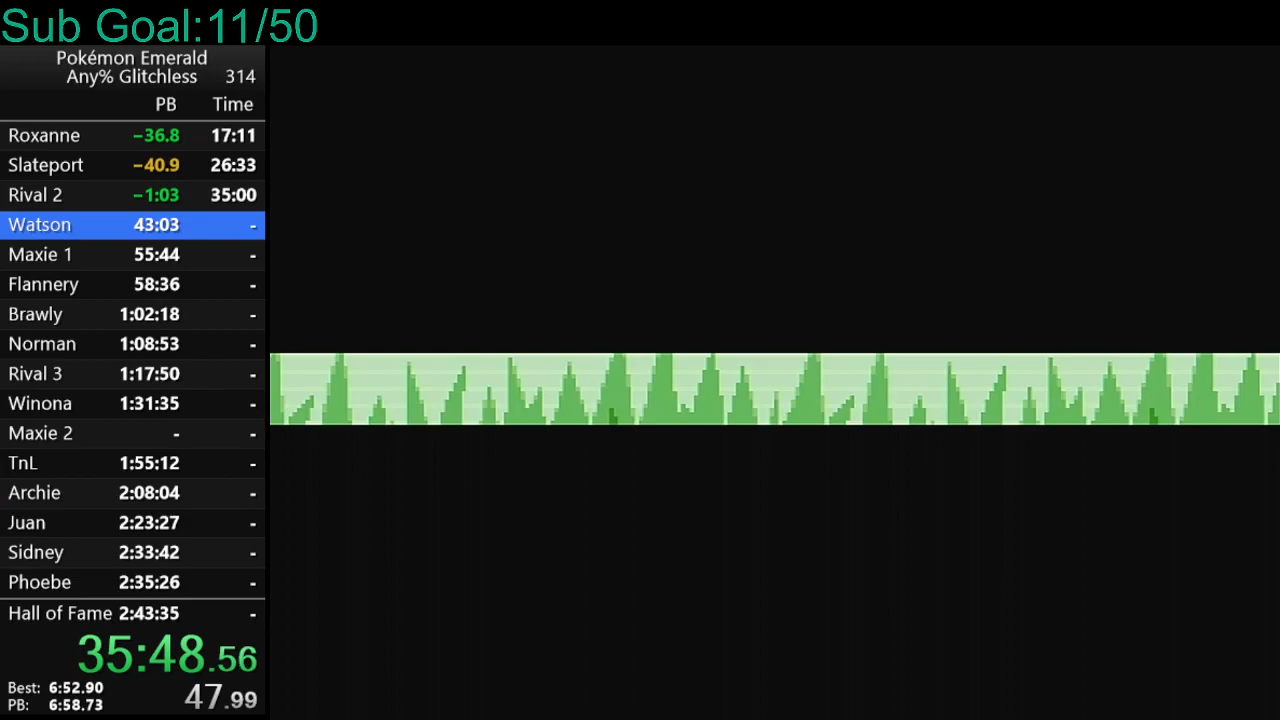 Sub Goal:11/50
Pokémon Emerald
Any% Glitchless 314
PB Time
Roxanne −36.8 17:11
Slateport −40.9 26:33
Rival 2 −1:03 35:00
Watson 43:03 -
Maxie 1 55:44 -
Flannery 58:36 -
Brawly 1:02:18 -
Norman 1:08:53 -
Rival 3 1:17:50 -
Winona 1:31:35 -
Maxie 2 - -
TnL 1:55:12 -
Archie 2:08:04 -
Juan 2:23:27 -
Sidney 2:33:42 -
Phoebe 2:35:26 -
Hall of Fame 2:43:35 -
35:48.56
Best: 6:52.90 47.99
PB: 6:58.73